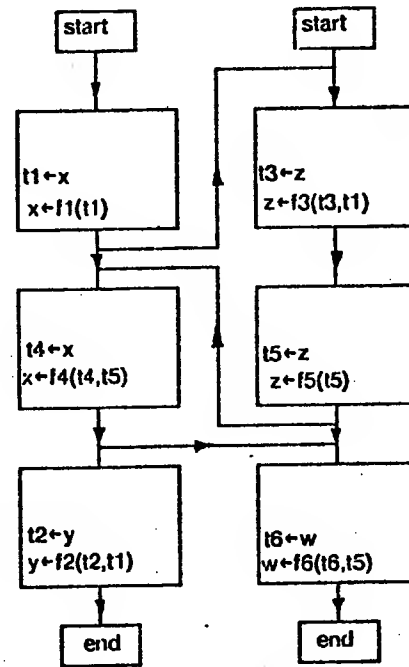 start
t1←x
x←f1(t1)
t4←x
x←f4(t4,t5)
t2←y
y←f2(t2,t1)
end
start
t3←z
z←f3(t3,t1)
t5←z
z←f5(t5)
t6←w
w←f6(t6,t5)
end